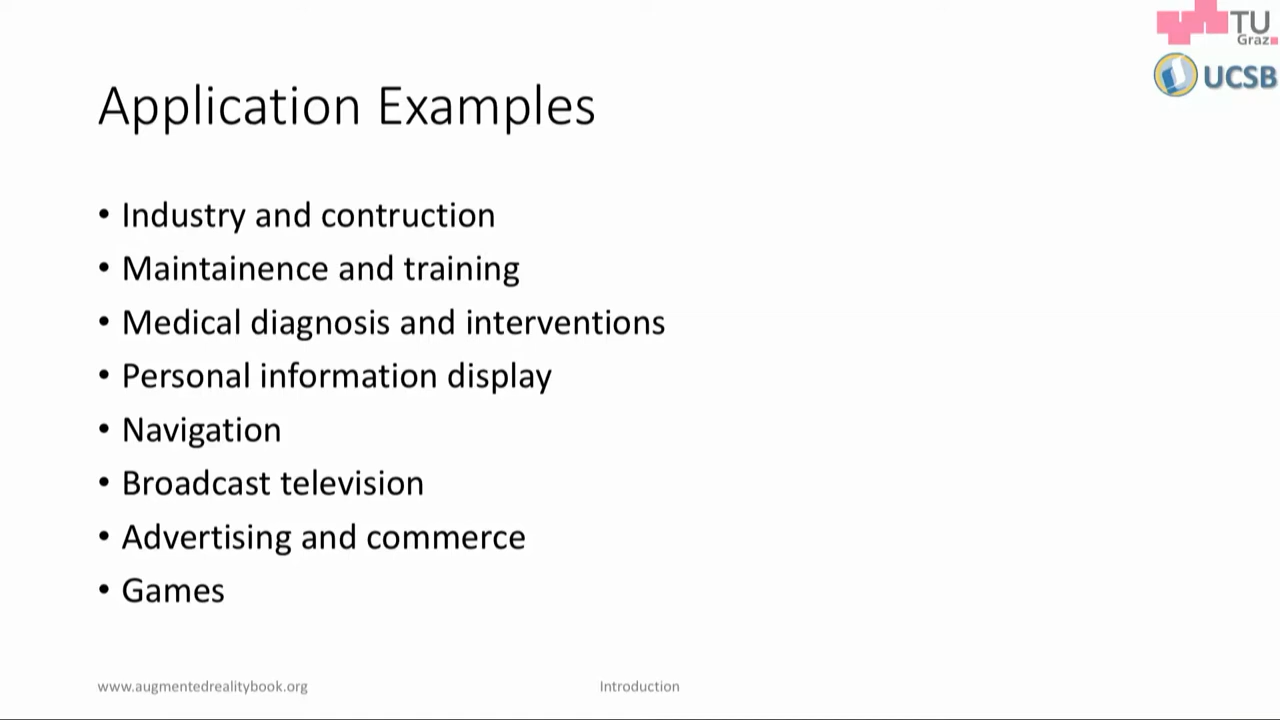 TU
Graz
UCSB
Application Examples
• Industry and contruction
• Maintainence and training
• Medical diagnosis and interventions
• Personal information display
• Navigation
• Broadcast television
• Advertising and commerce
• Games
www.augmentedrealitybook.org
Introduction